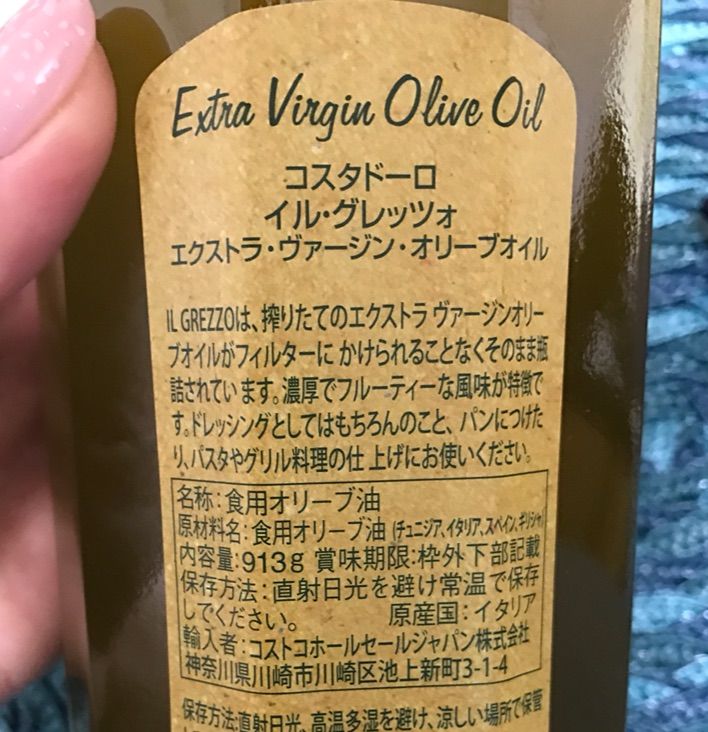 Extra Virgin Olive Oil
コスタドーロ
イル・グレッツォ
エクストラ・ヴァージン・オリーブオイル
IL GREZZOは、搾りたてのエクストラ ヴァージンオリー
ブオイルがフィルターに かけられることなくそのまま瓶
詰されてい ます。濃厚でフルーティーな風味が特徴で
す。ドレッシングとしてはもちろんのこと、パンにつけた
り、パスタやグリル料理の仕 上げにお使いください。
名称：食用オリーブ油
原材料名：食用オリーブ油 (チュニジア、イタリア、スペイン、ギリシャ)
内容量：913g 賞味期限：枠外下部記載
保存方法：直射日光を避け常温で保存
してください。 原産国：イタリア
輸入者：コストコホールセールジャパン株式会社
神奈川県川崎市川崎区池上新町3-1-4
保存方法:直射日光、高温多湿を避け、涼しい場所で保管